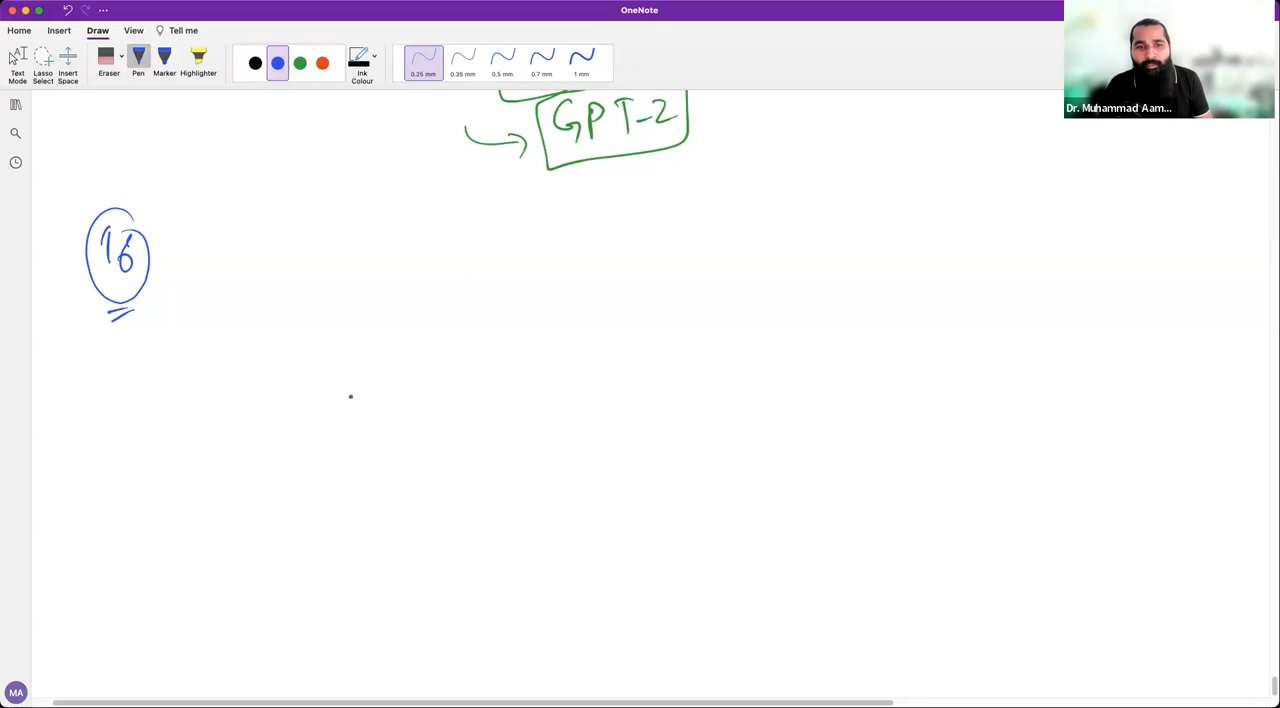 OneNote
Home Insert Draw View Tell me
Text Mode
Lasso Select
Insert Space
Eraser
Pen
Marker
Highlighter
Ink Colour
0.25 mm
0.35 mm
0.5 mm
0.7 mm
1 mm
Dr. Muhammad Aam...
GPT-2
16
MA